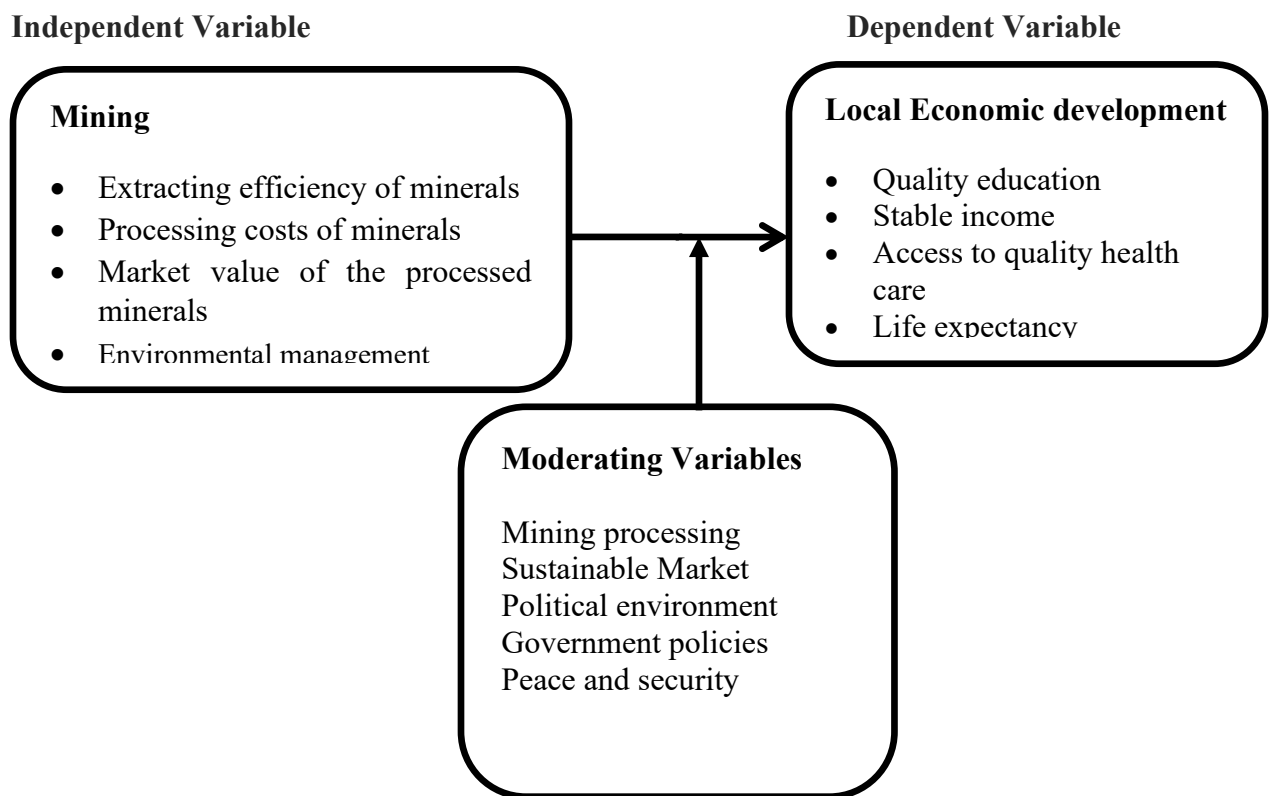 Independent Variable
Dependent Variable
Mining
• Extracting efficiency of minerals
• Processing costs of minerals
• Market value of the processed
minerals
• Environmental management
Local Economic development
• Quality education
• Stable income
• Access to quality health
care
• Life expectancy
Moderating Variables
Mining processing
Sustainable Market
Political environment
Government policies
Peace and security